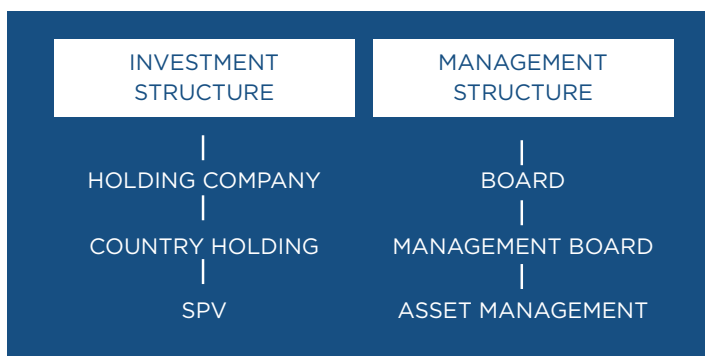 INVESTMENT
STRUCTURE
HOLDING COMPANY
COUNTRY HOLDING
SPV
MANAGEMENT
STRUCTURE
BOARD
MANAGEMENT BOARD
ASSET MANAGEMENT